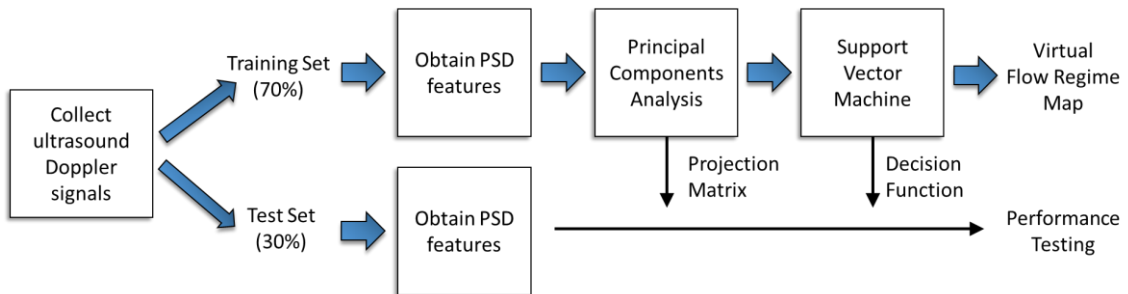 Collect
ultrasound
Doppler
signals
Training Set
(70%)
Obtain PSD
features
Principal
Components
Analysis
Support
Vector
Machine
Virtual
Flow Regime
Map
Projection
Matrix
Decision
Function
Test Set
(30%)
Obtain PSD
features
Performance
Testing